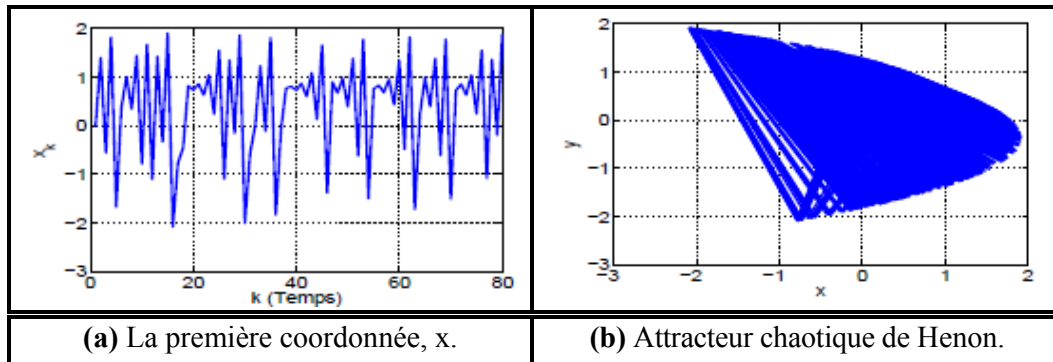 2
1
0
−1
−2
−3
x_k
0 20 40 60 80
k (Temps)
2
1
0
−1
−2
−3
y
−3 −2 −1 0 1 2
x
(a) La première coordonnée, x.
(b) Attracteur chaotique de Henon.